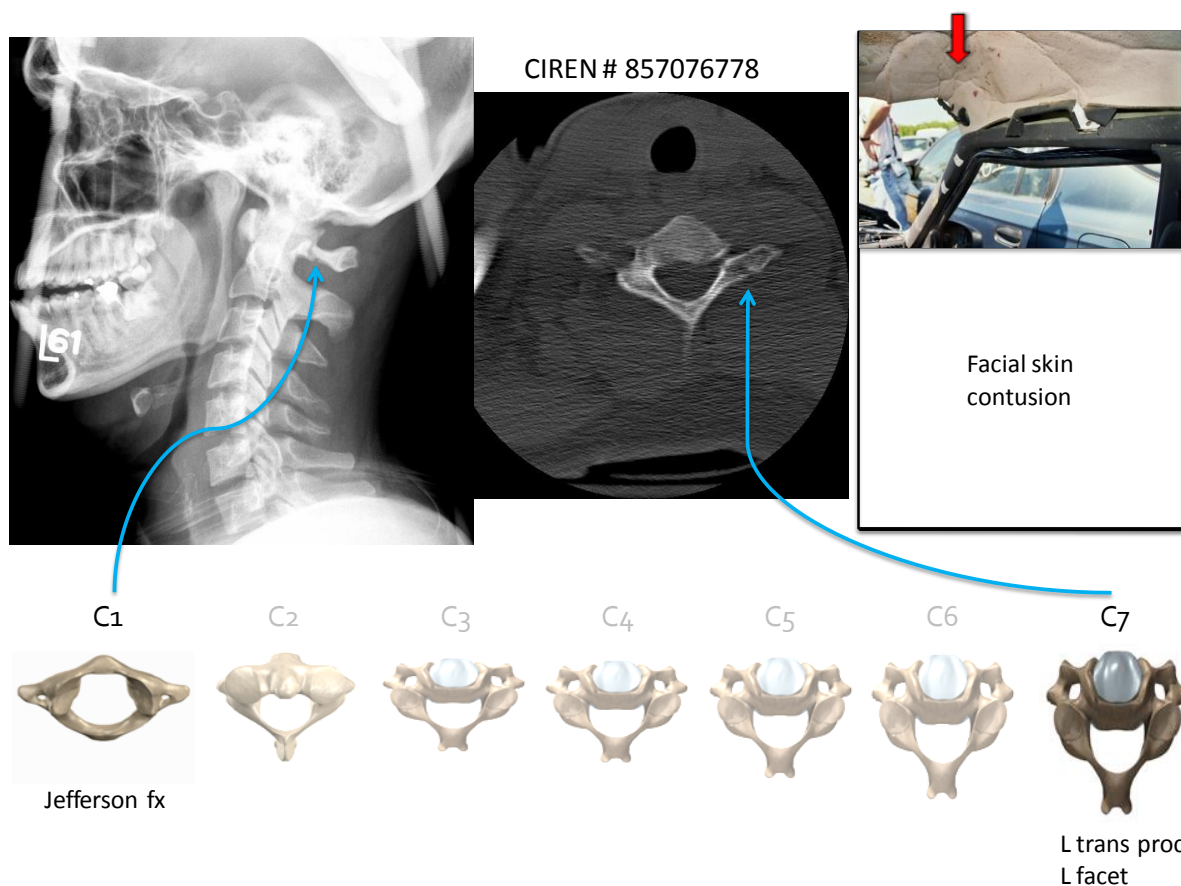 CIREN # 857076778
L61
Facial skin
contusion
C1
C2
C3
C4
C5
C6
C7
Jefferson fx
L trans proc
L facet